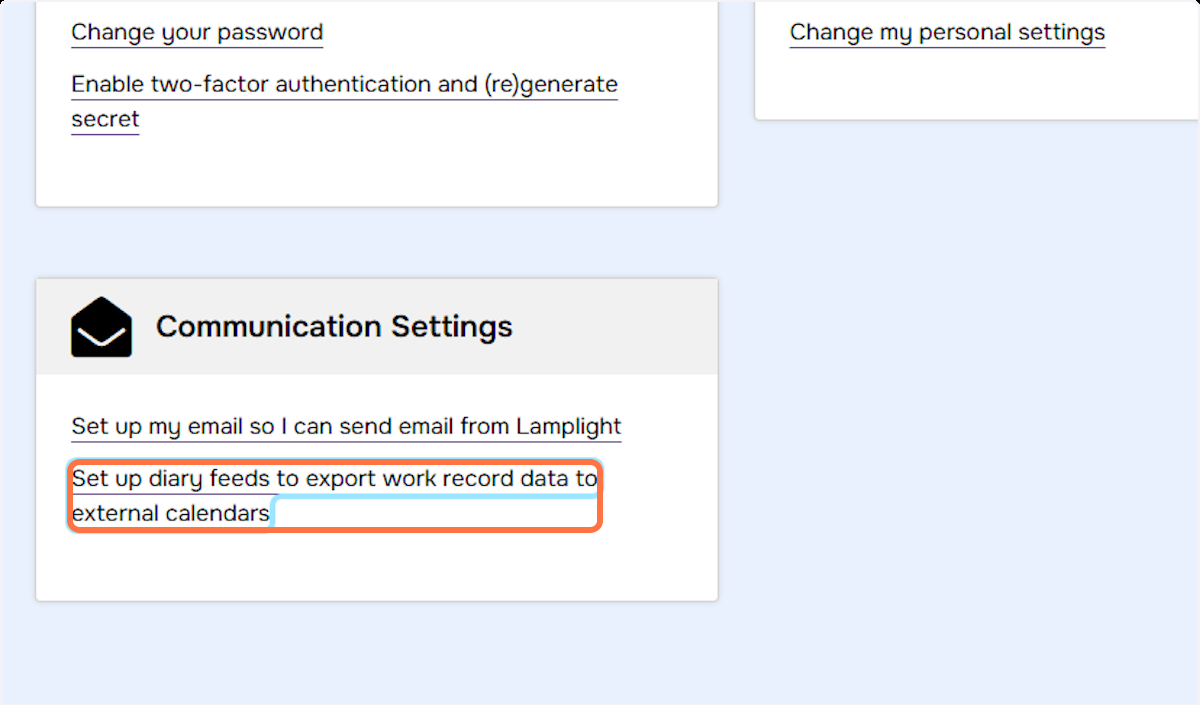 Change your password
Enable two-factor authentication and (re)generate
secret
Change my personal settings
Communication Settings
Set up my email so I can send email from Lamplight
Set up diary feeds to export work record data to
external calendars